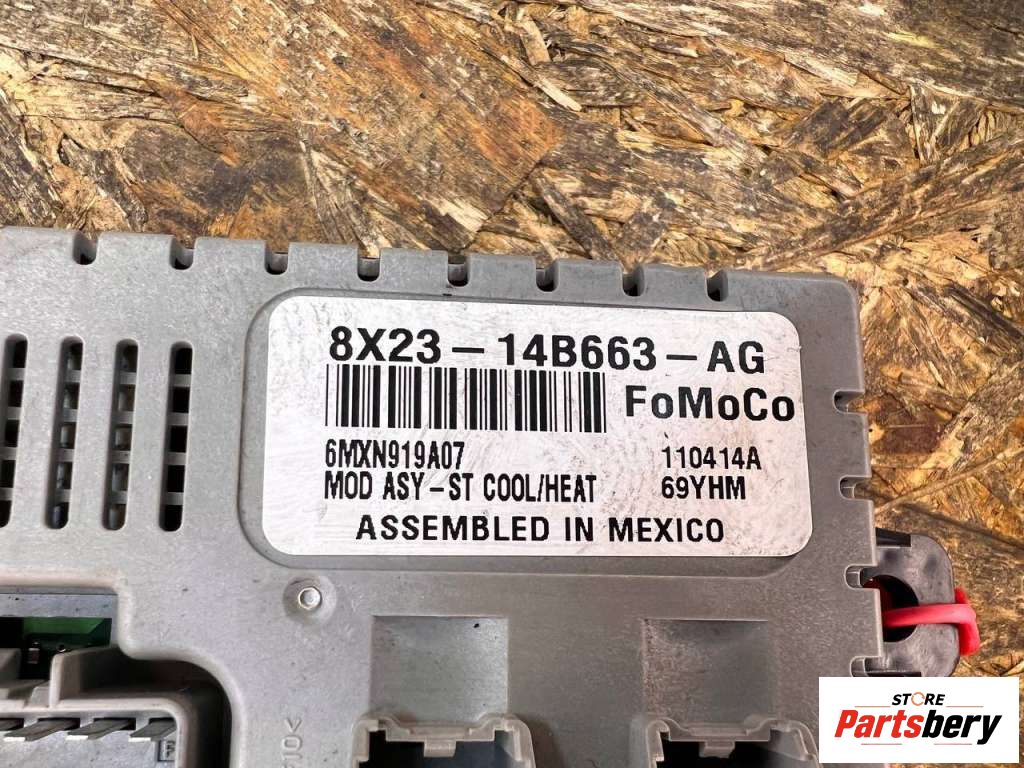 8X23-14B663-AG
FoMoCo
6MXN919A07 110414A
MOD ASY-ST COOL/HEAT 69YHM
ASSEMBLED IN MEXICO
F
STORE
Partsbery